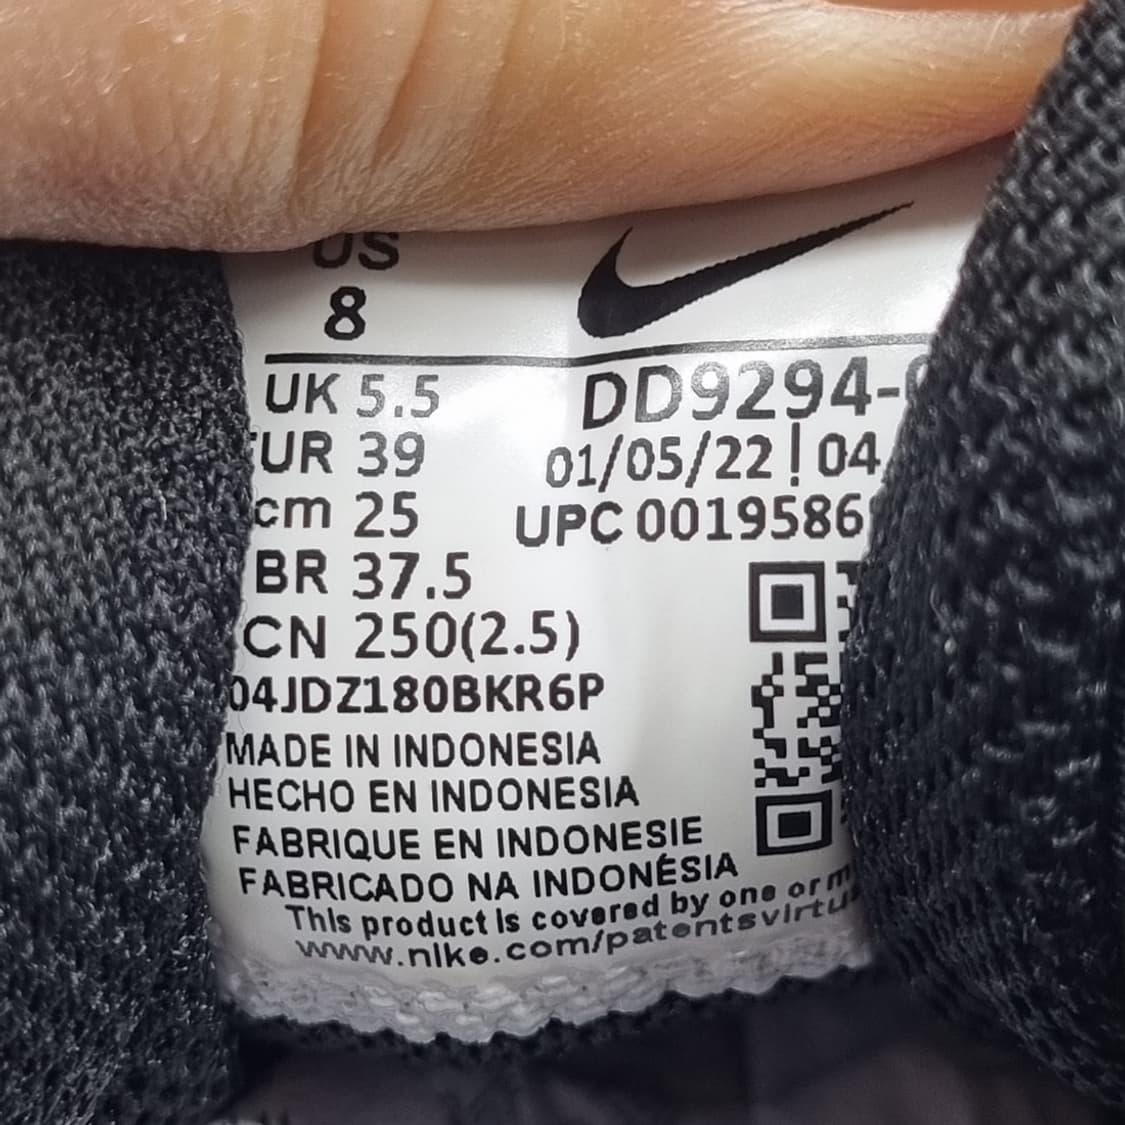 US
8
UK 5.5
EUR 39
cm 25
BR 37.5
CN 250(2.5)
DD9294-
01/05/22 | 04
UPC 0019586
04JDZ180BKR6P
MADE IN INDONESIA
HECHO EN INDONESIA
FABRIQUE EN INDONESIE
FABRICADO NA INDONÉSIA
This product is covered by one or
www.nike.com/patentsvirtu